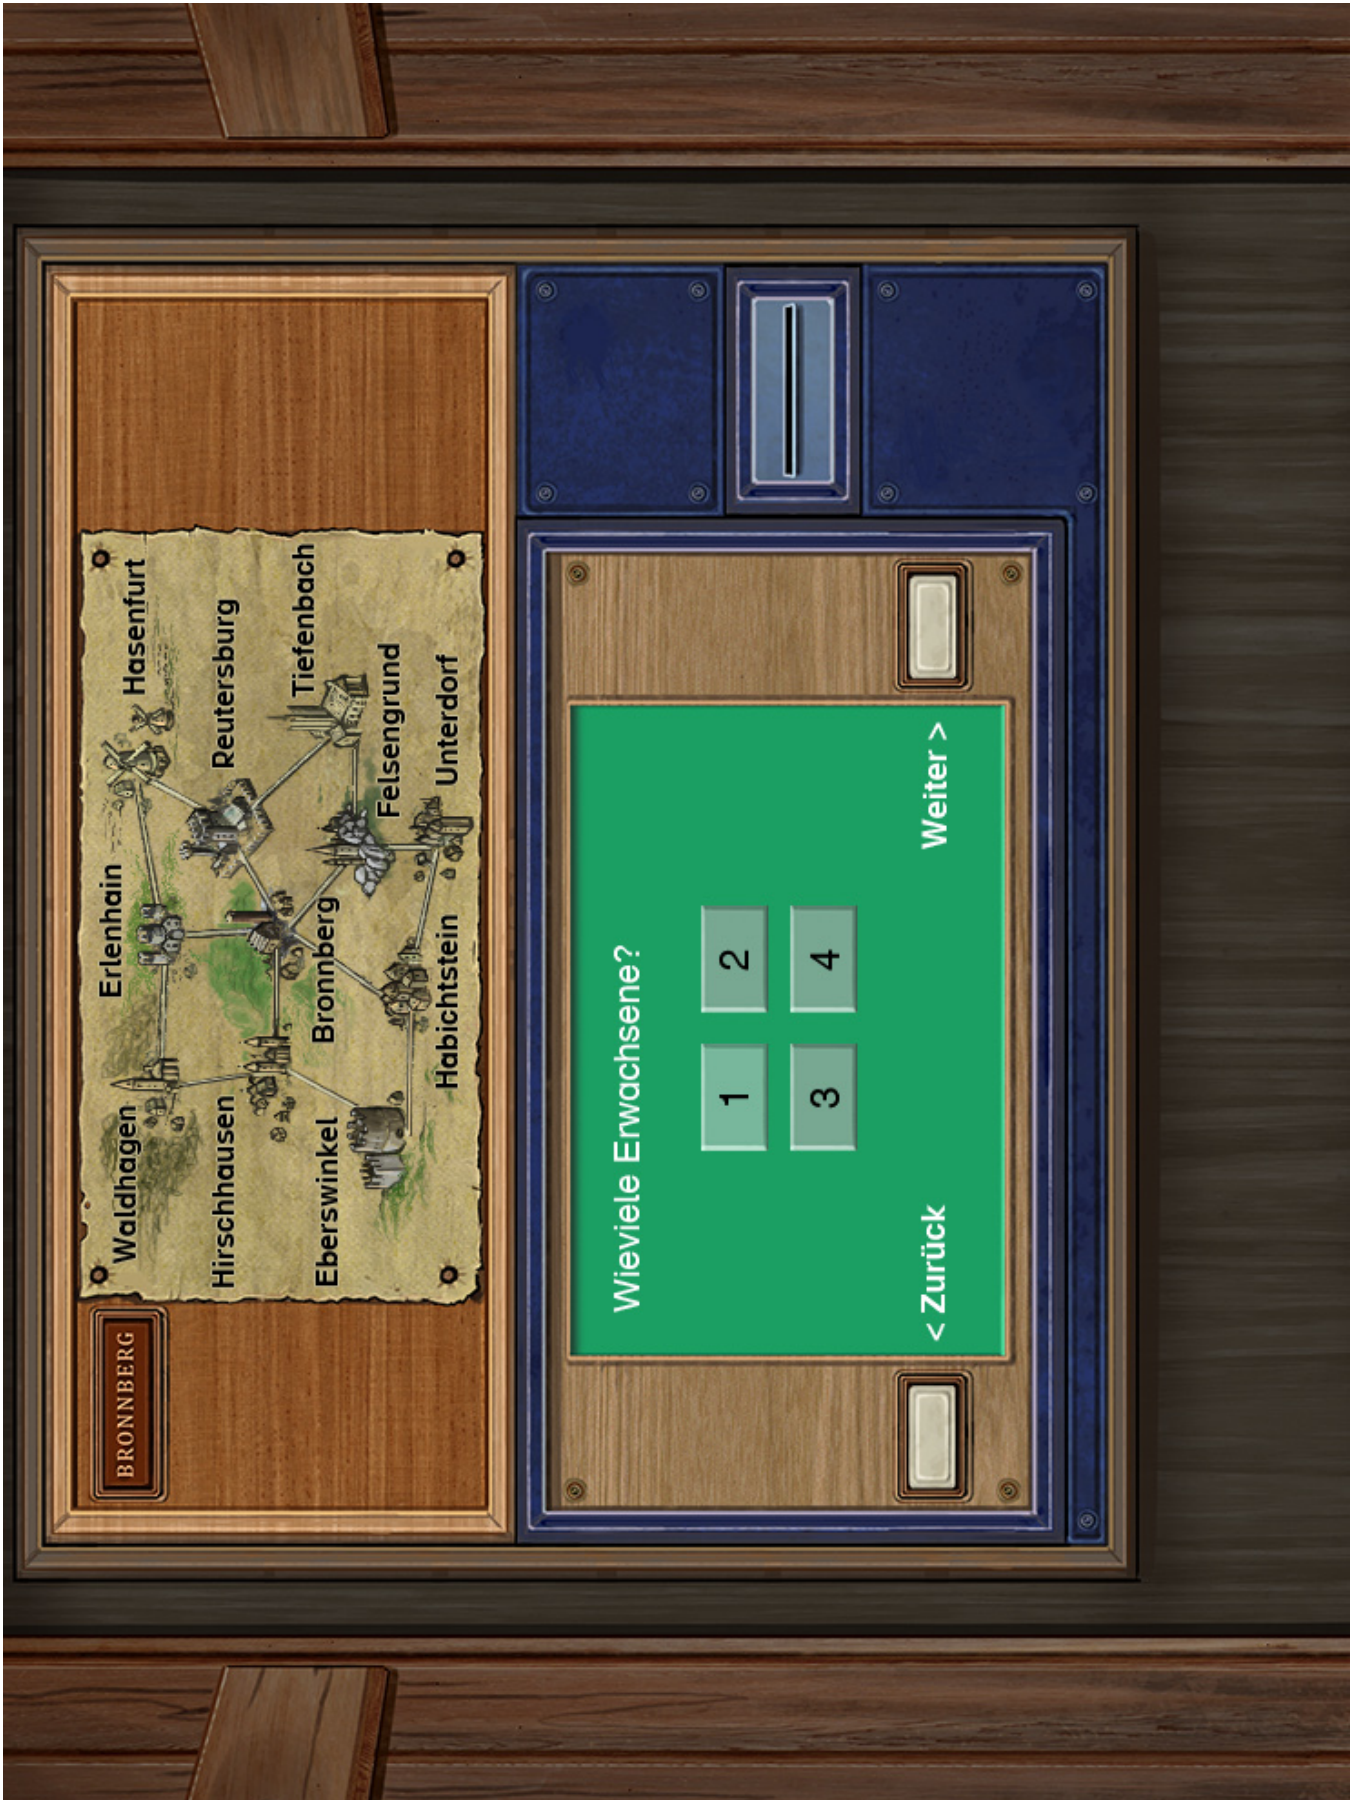 BRONNBERG
Waldhagen
Erlenhain
Hasenfurt
Hirschhausen
Reutersburg
Eberswinkel
Bronnberg
Tiefenbach
Felsengrund
Habichtstein
Unterdorf
Wieviele Erwachsene?
1 2
3 4
< Zurück Weiter >